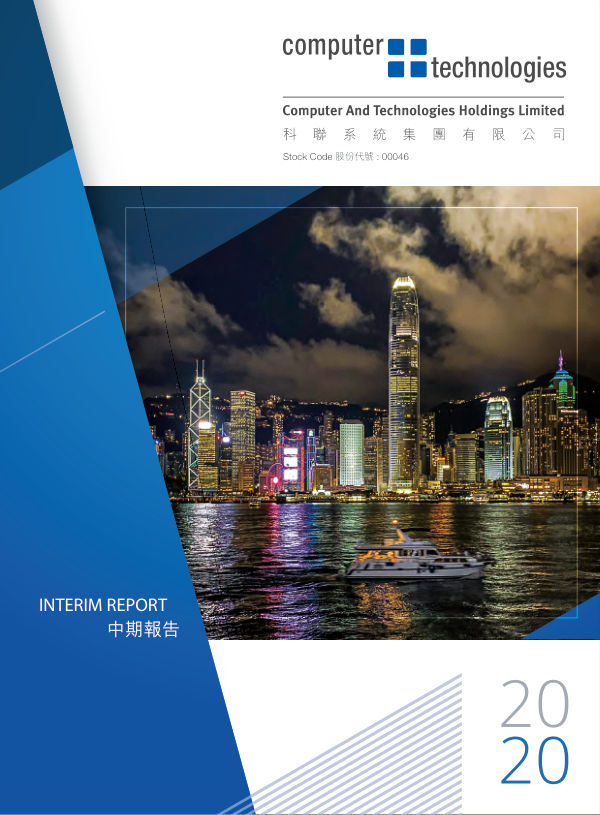 computer
technologies
Computer And Technologies Holdings Limited
科聯系統集團有限公司
Stock Code 股份代號 : 00046
INTERIM REPORT
中期報告
20
20